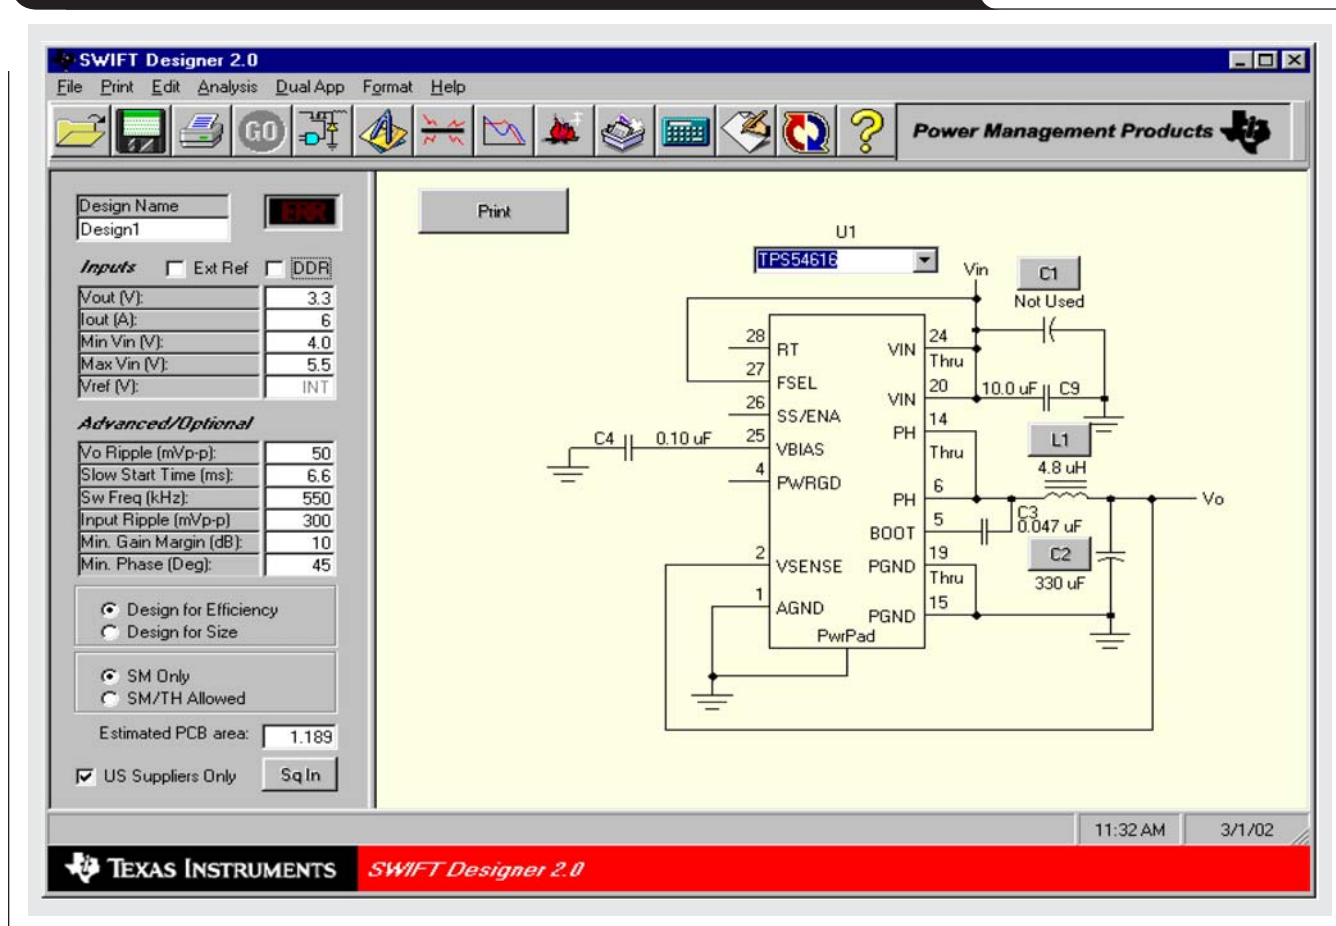 SWIFT Designer 2.0
File Print Edit Analysis Dual App Format Help
GO
Power Management Products
Design Name
ERR
Design1
Inputs Ext Ref DDR
Vout (V): 3.3
Iout (A): 6
Min Vin (V): 4.0
Max Vin (V): 5.5
Vref (V): INT
Advanced/Optional
Vo Ripple (mVp-p): 50
Slow Start Time (ms): 6.6
Sw Freq (kHz): 550
Input Ripple (mVp-p) 300
Min. Gain Margin (dB): 10
Min. Phase (Deg): 45
Design for Efficiency
Design for Size
SM Only
SM/TH Allowed
Estimated PCB area: 1.189
US Suppliers Only Sq In
Print
U1
TPS54616
Vin
C1
Not Used
28
RT
27
FSEL
26
SS/ENA
C4 0.10 uF 25
VBIAS
4
PWRGD
2
VSENSE
1
AGND
PwrPad
24
VIN
Thru
20
VIN
10.0 uF C9
14
PH
Thru
L1
4.8 uH
6
PH
Vo
5
BOOT
C3
0.047 uF
19
PGND
Thru
15
PGND
C2
330 uF
11:32 AM 3/1/02
TEXAS INSTRUMENTS SWIFT Designer 2.0